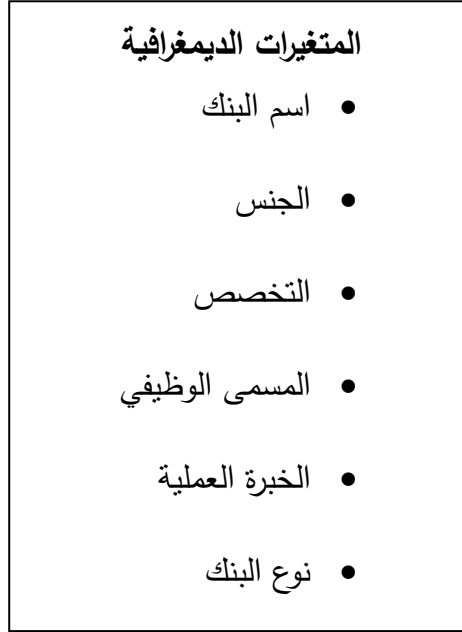 المتغيرات الديمغرافية
• اسم البنك
• الجنس
• التخصص
• المسمى الوظيفي
• الخبرة العملية
• نوع البنك